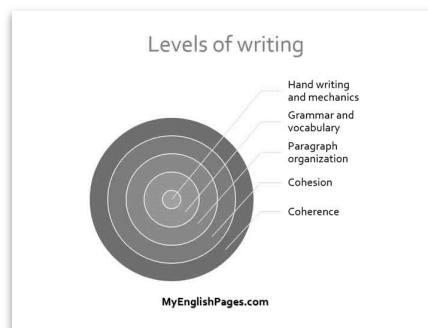 Levels of writing
Hand writing
and mechanics
Grammar and
vocabulary
Paragraph
organization
Cohesion
Coherence
MyEnglishPages.com